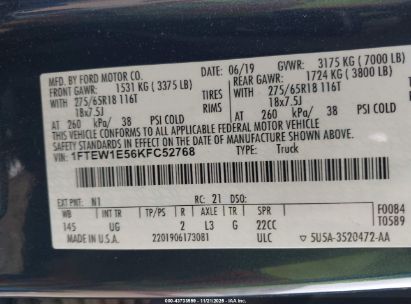 MFD. BY FORD MOTOR CO.
DATE: 06/19 GVWR: 3175 KG ( 7000 LB)
FRONT GAWR: 1531 KG ( 3375 LB) REAR GAWR: 1724 KG ( 3800 LB)
WITH 275/65R18 116T TIRES WITH 275/65R18 116T
18x7.5J RIMS 18x7.5J
AT 260 kPa/ 38 PSI COLD AT 260 kPa/ 38 PSI COLD
THIS VEHICLE CONFORMS TO ALL APPLICABLE FEDERAL MOTOR VEHICLE
SAFETY STANDARDS IN EFFECT ON THE DATE OF MANUFACTURE SHOWN ABOVE.
VIN: 1FTEW1E56KFC52768 TYPE: Truck
EXT PNT: N1 RC: 21 DSO: F0084
WB INT TR TP/PS R AXLE TR SPR T0589
145 UG 2 L3 G 22CC
MADE IN U.S.A. 2201906173081 ULC 5U5A-3520472-AA